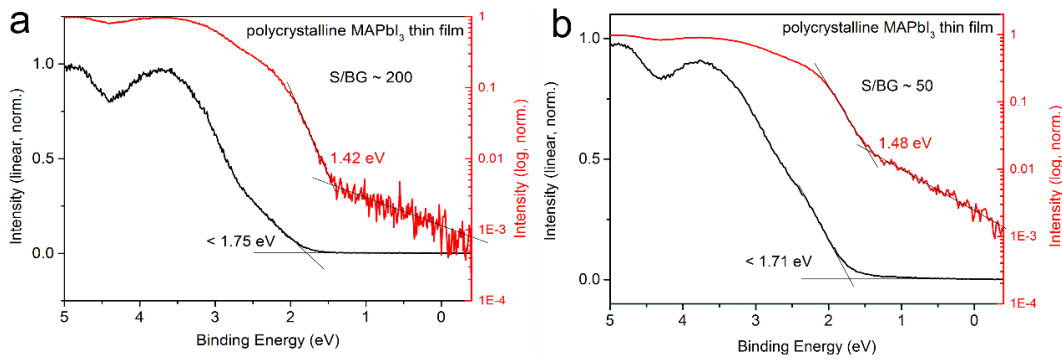 a
polycrystalline MAPbI₃ thin film
S/BG ~ 200
1.42 eV
< 1.75 eV
Intensity (linear, norm.)
1.0
0.5
0.0
Intensity (log, norm.)
1
0.1
0.01
1E-3
1E-4
5
4
3
2
1
0
Binding Energy (eV)
b
polycrystalline MAPbI₃ thin film
S/BG ~ 50
1.48 eV
< 1.71 eV
Intensity (linear, norm.)
1.0
0.5
0.0
Intensity (log, norm.)
1
0.1
0.01
1E-3
1E-4
5
4
3
2
1
0
Binding Energy (eV)